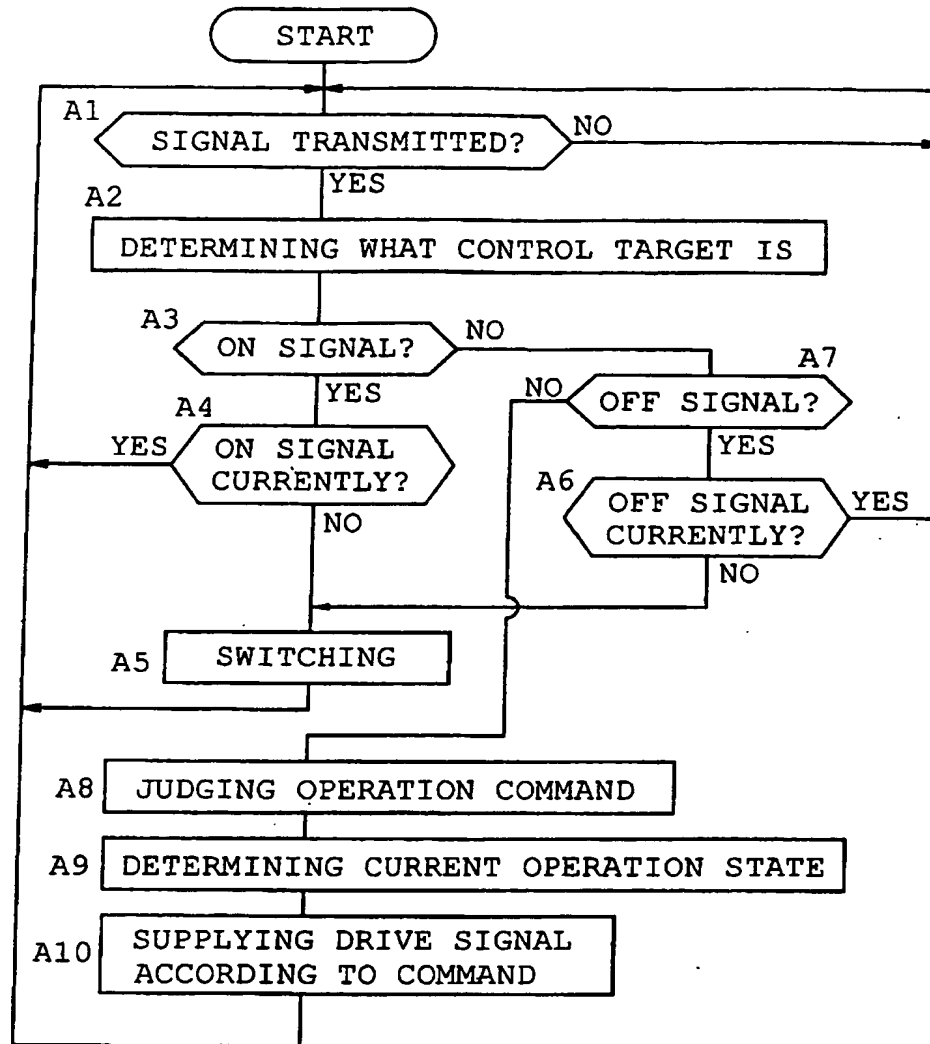 START
A1
SIGNAL TRANSMITTED?
NO
YES
A2
DETERMINING WHAT CONTROL TARGET IS
A3
ON SIGNAL?
NO
YES
A7
NO
OFF SIGNAL?
YES
A4
YES
ON SIGNAL
CURRENTLY?
NO
A6
OFF SIGNAL
CURRENTLY?
YES
NO
A5
SWITCHING
A8
JUDGING OPERATION COMMAND
A9
DETERMINING CURRENT OPERATION STATE
A10
SUPPLYING DRIVE SIGNAL
ACCORDING TO COMMAND